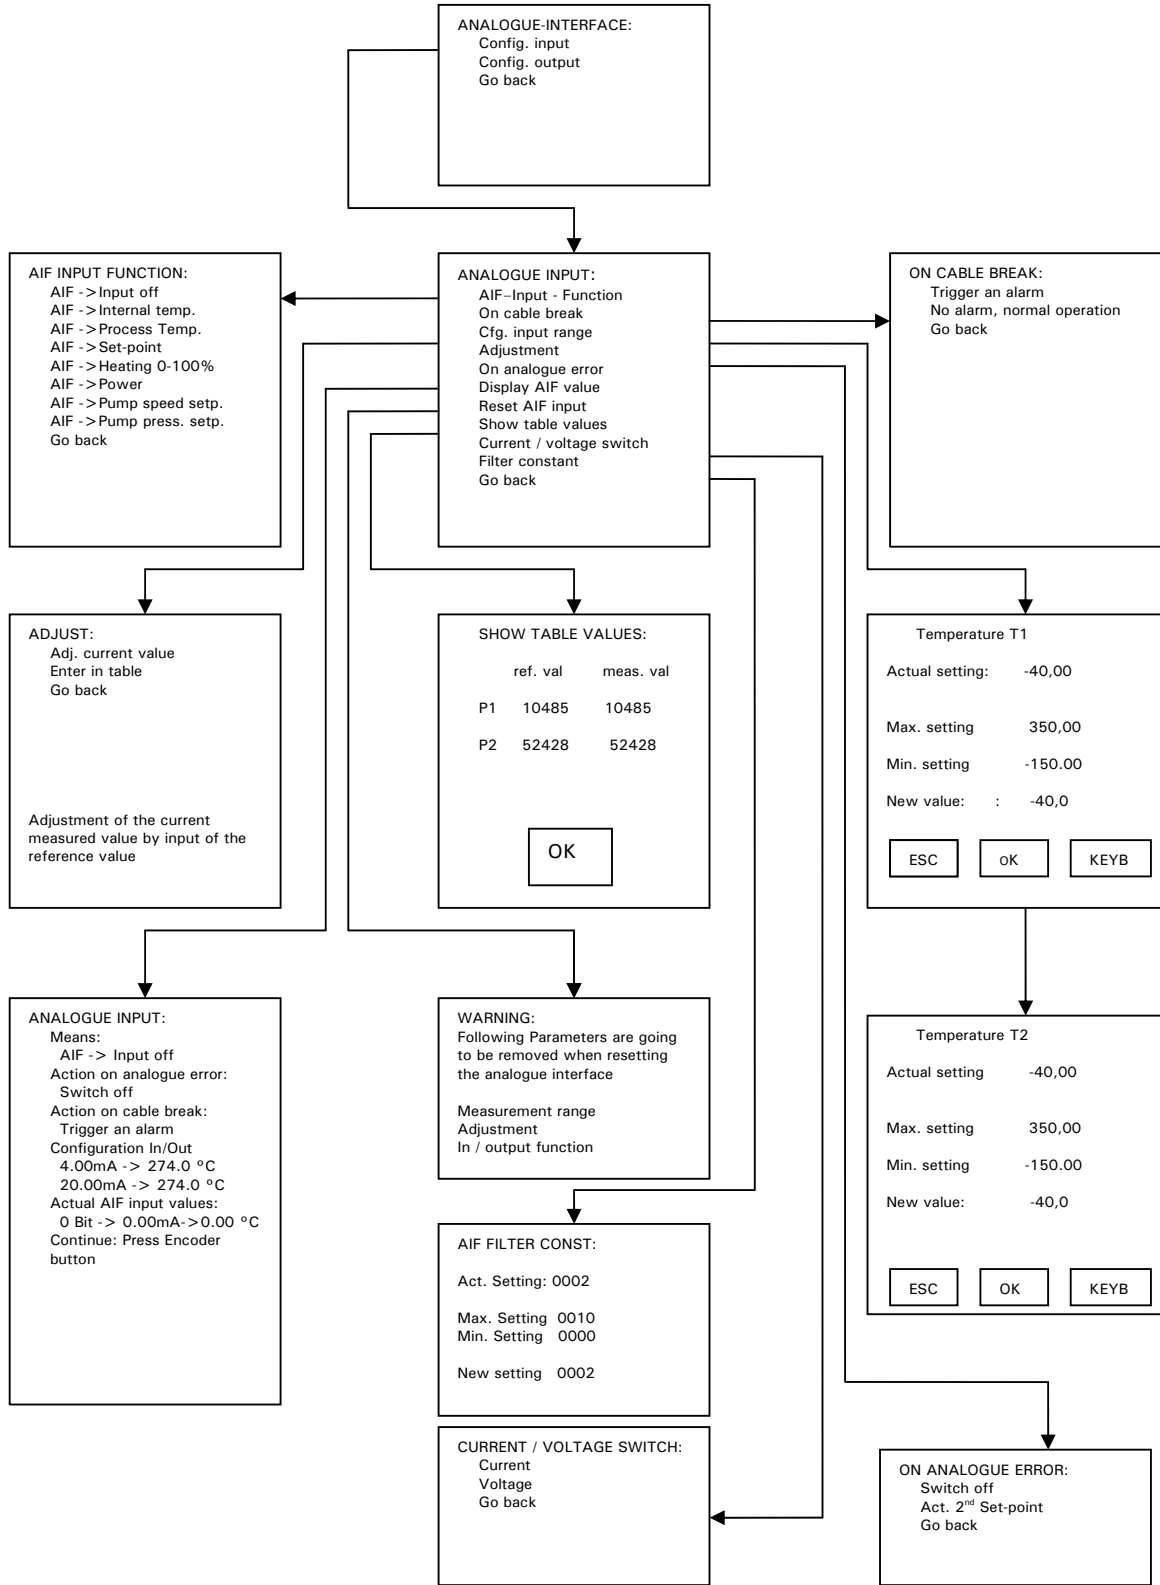 ANALOGUE-INTERFACE:
Config. input
Config. output
Go back
AIF INPUT FUNCTION:
AIF ->Input off
AIF ->Internal temp.
AIF ->Process Temp.
AIF ->Set-point
AIF ->Heating 0-100%
AIF ->Power
AIF ->Pump speed setp.
AIF ->Pump press. setp.
Go back
ANALOGUE INPUT:
AIF–Input - Function
On cable break
Cfg. input range
Adjustment
On analogue error
Display AIF value
Reset AIF input
Show table values
Current / voltage switch
Filter constant
Go back
ON CABLE BREAK:
Trigger an alarm
No alarm, normal operation
Go back
ADJUST:
Adj. current value
Enter in table
Go back
Adjustment of the current
measured value by input of the
reference value
SHOW TABLE VALUES:
ref. val meas. val
P1 10485 10485
P2 52428 52428
OK
Temperature T1
Actual setting: -40,00
Max. setting 350,00
Min. setting -150.00
New value: : -40,0
ESC oK KEYB
ANALOGUE INPUT:
Means:
AIF -> Input off
Action on analogue error:
Switch off
Action on cable break:
Trigger an alarm
Configuration In/Out
4.00mA -> 274.0 °C
20.00mA -> 274.0 °C
Actual AIF input values:
0 Bit -> 0.00mA->0.00 °C
Continue: Press Encoder
button
WARNING:
Following Parameters are going
to be removed when resetting
the analogue interface
Measurement range
Adjustment
In / output function
Temperature T2
Actual setting -40,00
Max. setting 350,00
Min. setting -150.00
New value: -40,0
ESC OK KEYB
AIF FILTER CONST:
Act. Setting: 0002
Max. Setting 0010
Min. Setting 0000
New setting 0002
CURRENT / VOLTAGE SWITCH:
Current
Voltage
Go back
ON ANALOGUE ERROR:
Switch off
Act. 2nd Set-point
Go back